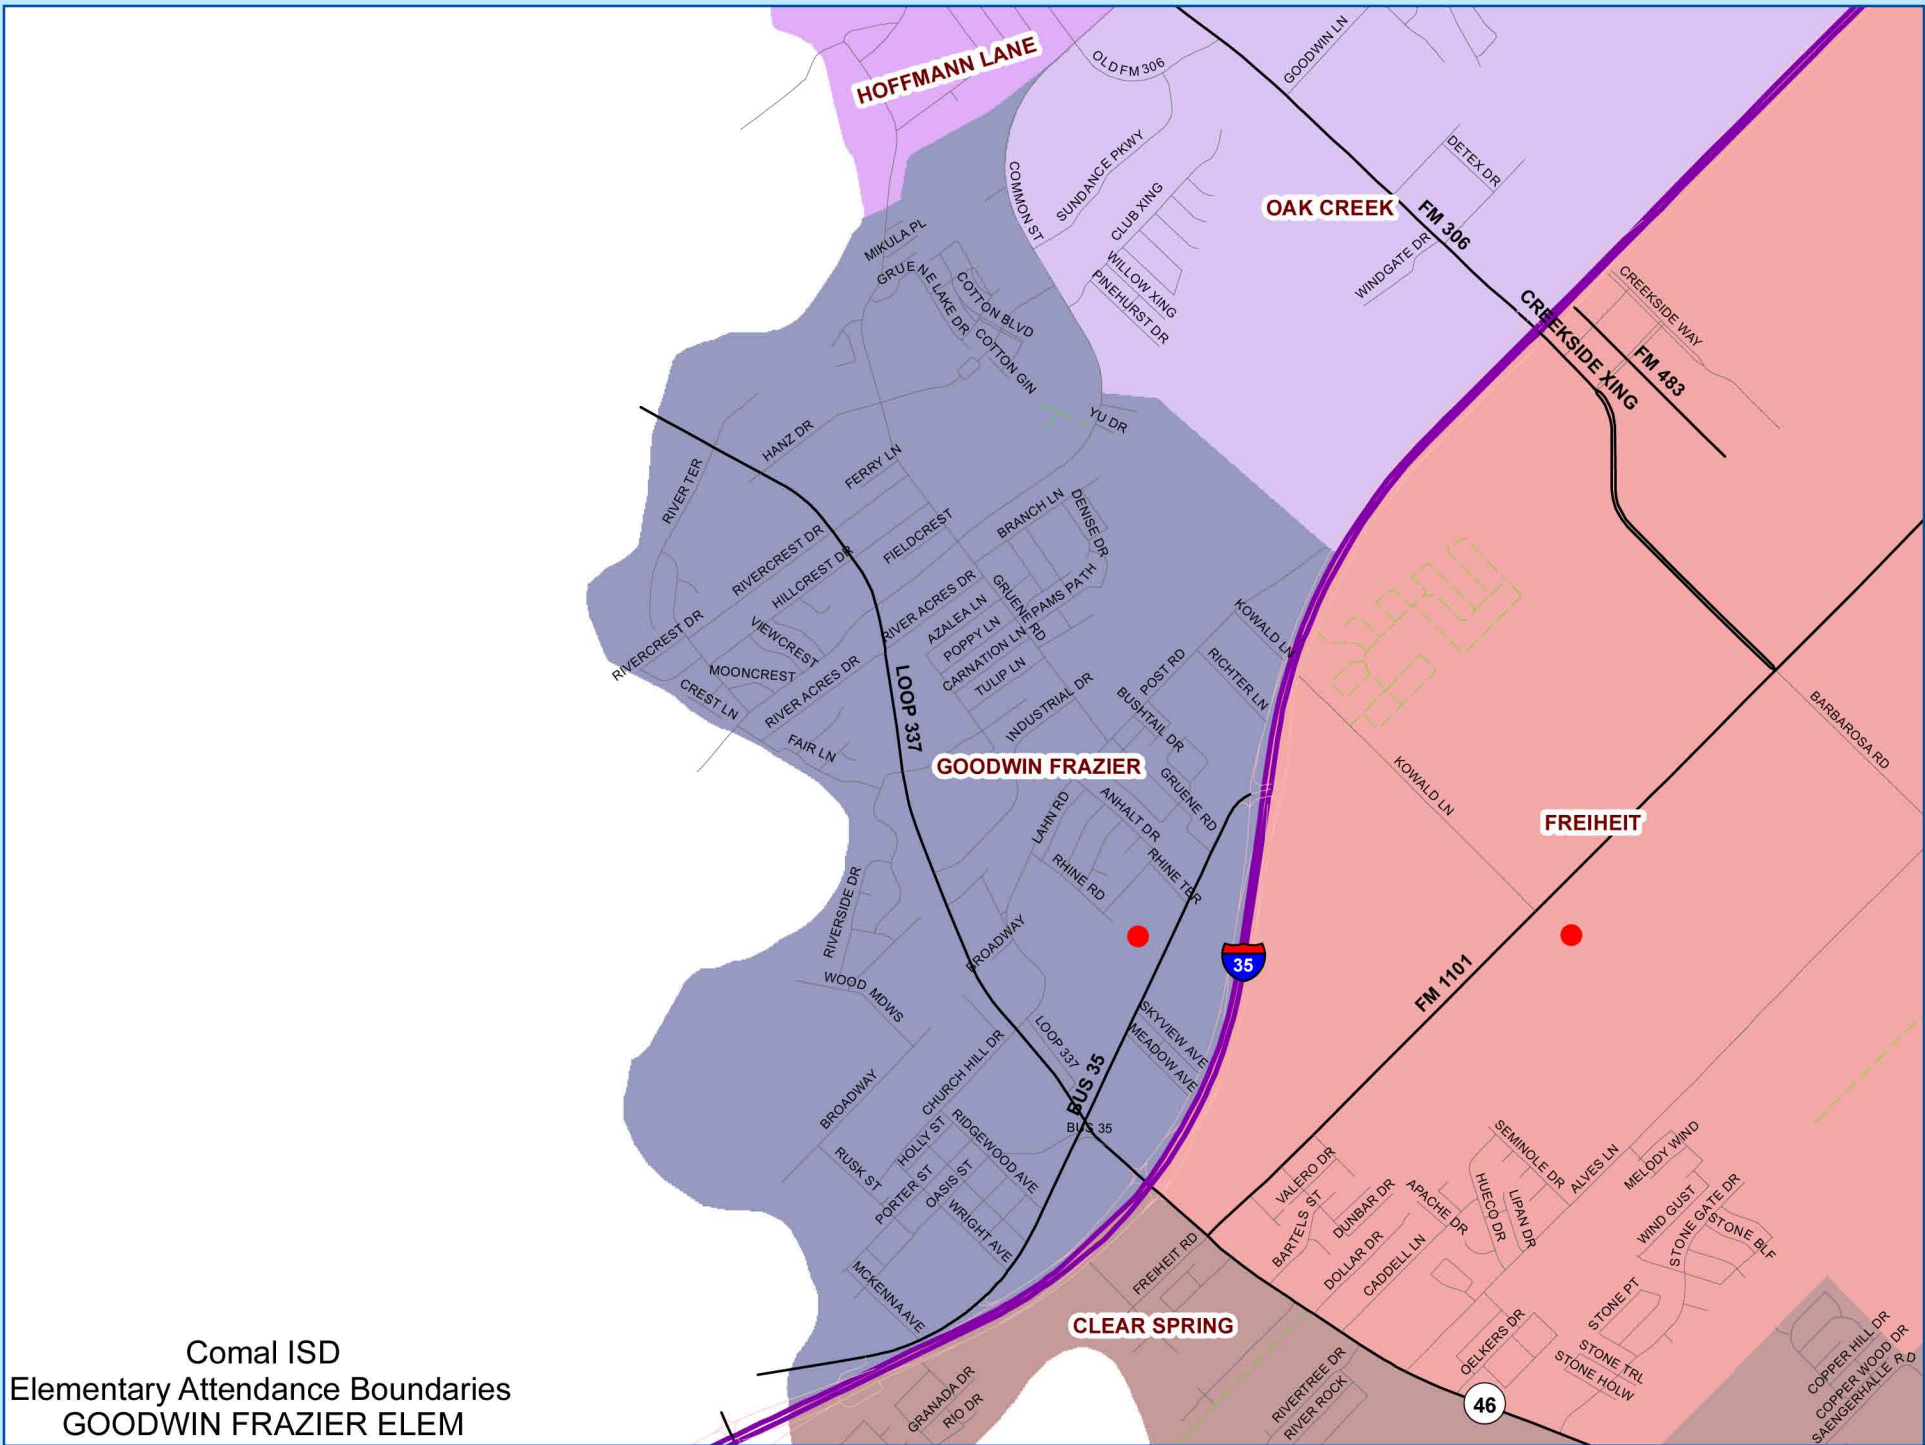 HOFFMANN LANE
OLD FM 306
GOODWIN LN
SUNDANCE PKWY
COMMON ST
CLUB XING
DETEX DR
OAK CREEK
FM 306
WINDGATE DR
WILLOW XING
PINEHURST DR
MIKULA PL
GRUENE LAKE DR
COTTON BLVD
COTTON GIN
CREEKSIDE WAY
CREEKSIDE XING
FM 483
YU DR
HANZ DR
FERRY LN
RIVER TER
BRANCH LN
DENISE DR
FIELDCREST
RIVERCREST DR
HILLCREST DR
RIVER ACRES DR
GRUENE RD
PAMS PATH
AZALEA LN
POPPY LN
CARNATION LN
TULIP LN
KOWALD LN
VIEWCREST
RIVERCREST DR
MOONCREST
CREST LN
RIVER ACRES DR
LOOP 337
POST RD
RICHTER LN
INDUSTRIAL DR
BUSHTAIL DR
FAIR LN
BARBAROSA RD
GOODWIN FRAZIER
KOWALD LN
GRUENE RD
LAHN RD
ANHALT DR
FREIHEIT
RHINE RD
RHINE TER
RIVERSIDE DR
BROADWAY
35
FM 1101
WOOD MDWS
SKYVIEW AVE
MEADOW AVE
LOOP 337
CHURCH HILL DR
BUS 35
BUS 35
BROADWAY
RIDGEWOOD AVE
HOLLY ST
RUSK ST
PORTER ST
OASIS ST
WRIGHT AVE
MCKENNA AVE
SEMINOLE DR
MELODY WIND
ALVES LN
VALERO DR
BARTELS ST
DUNBAR DR
APACHE DR
HUECO DR
LIPAN DR
WIND GUST
STONE GATE DR
STONE BLF
DOLLAR DR
CADDELL LN
FREIHEIT RD
CLEAR SPRING
STONE PT
OELKERS DR
STONE TRL
STONE HOLW
COPPER HILL DR
COPPER WOOD DR
SAENGERHALLE RD
GRANADA DR
RIO DR
RIVERTREE DR
RIVER ROCK
46
Comal ISD
Elementary Attendance Boundaries
GOODWIN FRAZIER ELEM